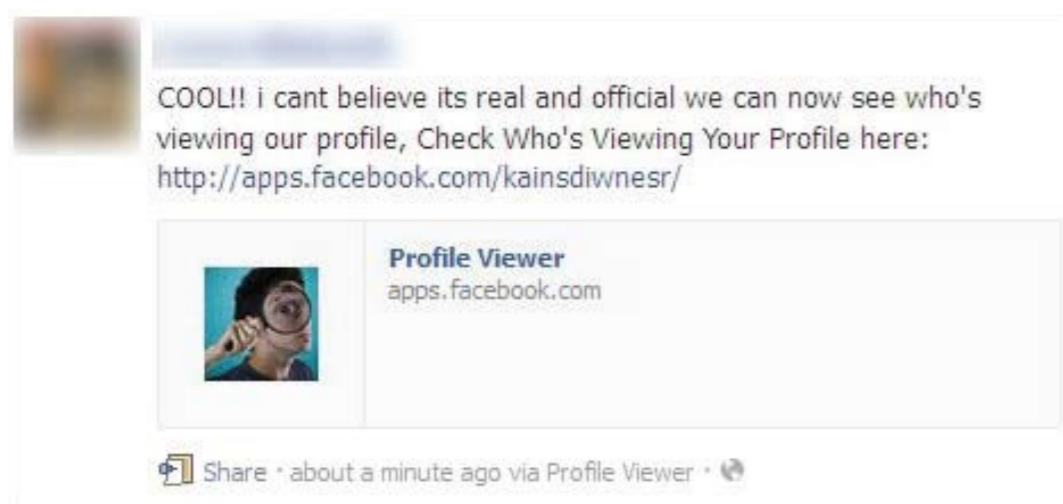 COOL!! i cant believe its real and official we can now see who's
viewing our profile, Check Who's Viewing Your Profile here:
http://apps.facebook.com/kainsdiwnesr/
Profile Viewer
apps.facebook.com
Share · about a minute ago via Profile Viewer ·